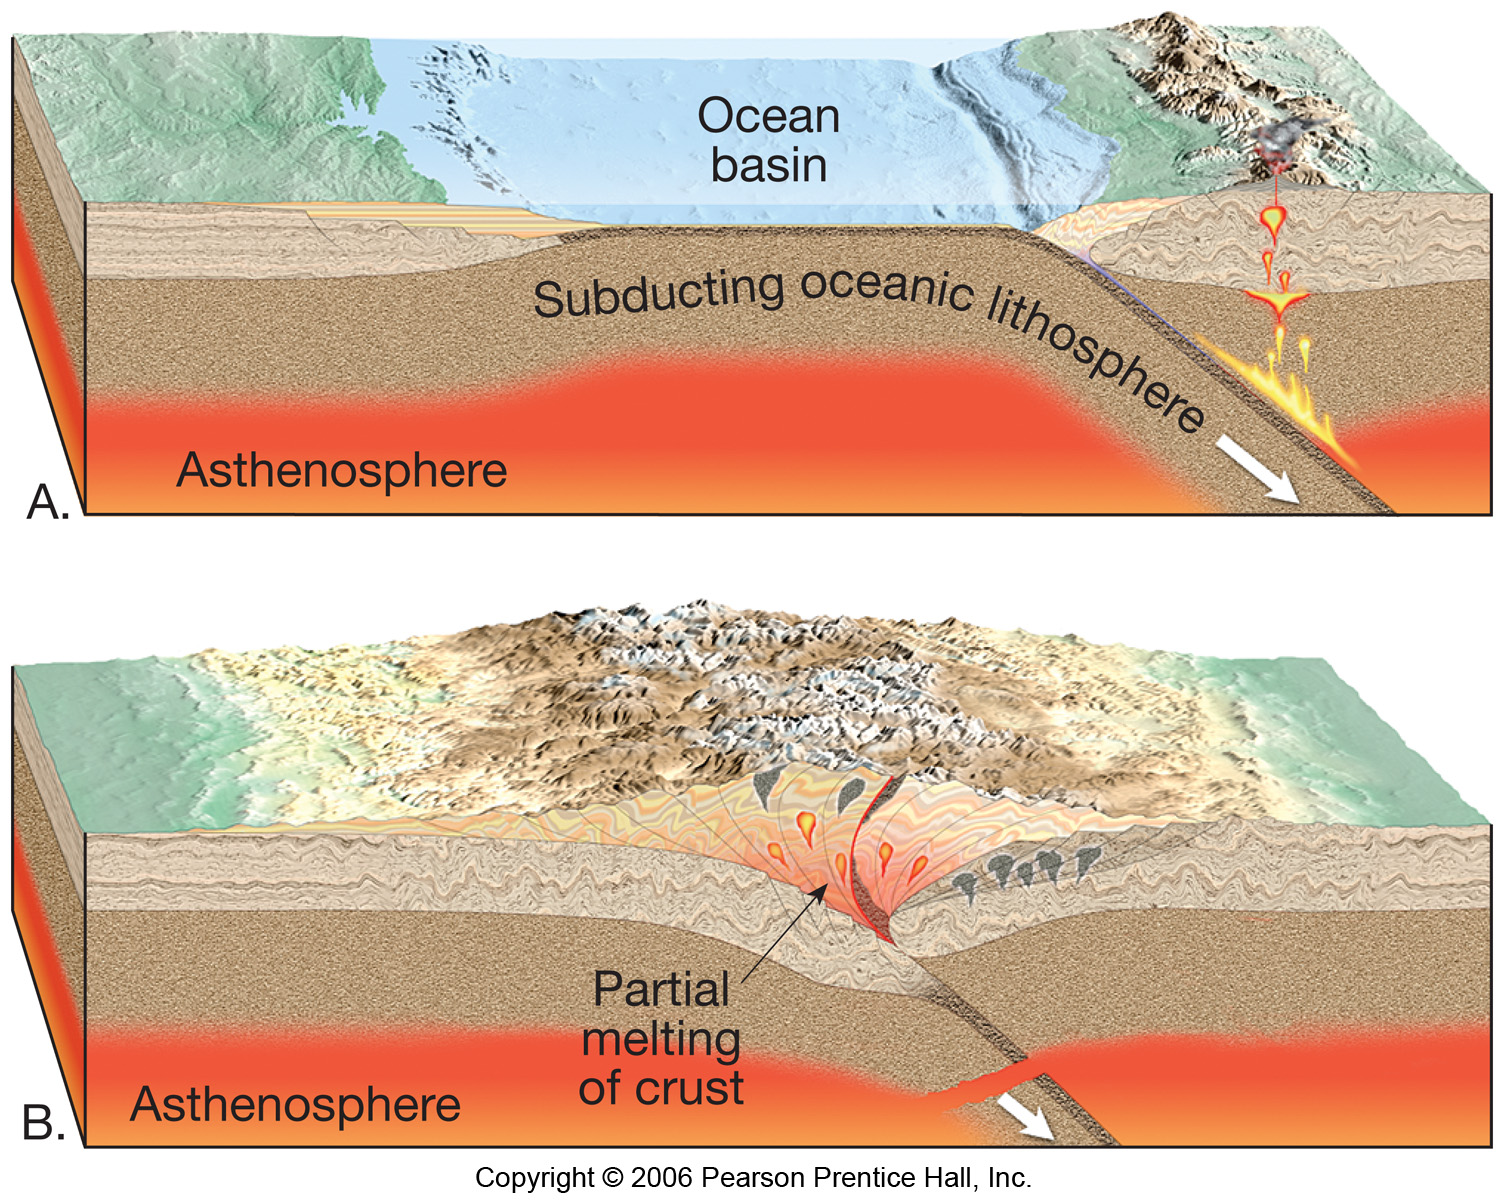 Ocean
basin
Subducting oceanic lithosphere
Asthenosphere
A.
Partial
melting
of crust
Asthenosphere
B.
Copyright © 2006 Pearson Prentice Hall, Inc.